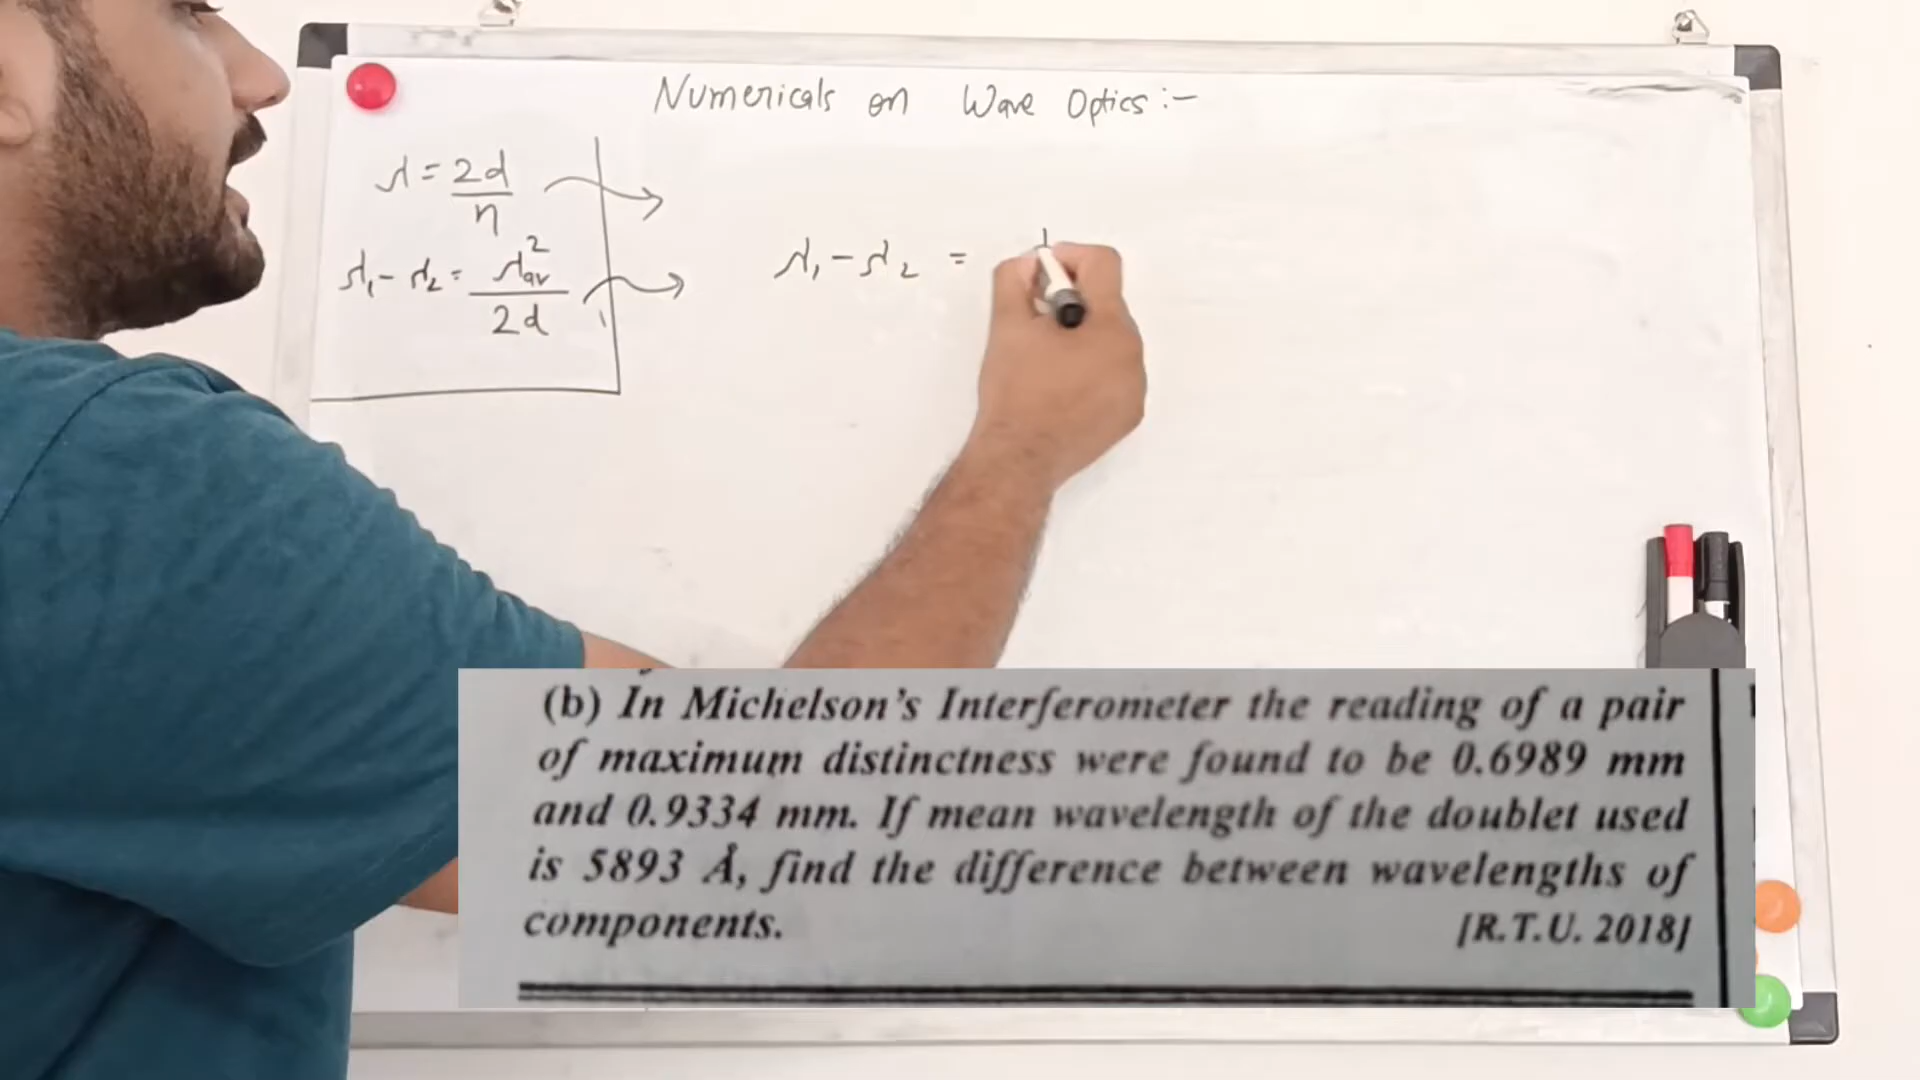 Numericals on Wave Optics :-
λ = 2d/n
λ₁ - λ₂ = λ²av/2d
λ₁ - λ₂ =
(b) In Michelson's Interferometer the reading of a pair
of maximum distinctness were found to be 0.6989 mm
and 0.9334 mm. If mean wavelength of the doublet used
is 5893 Å, find the difference between wavelengths of
components. [R.T.U. 2018]